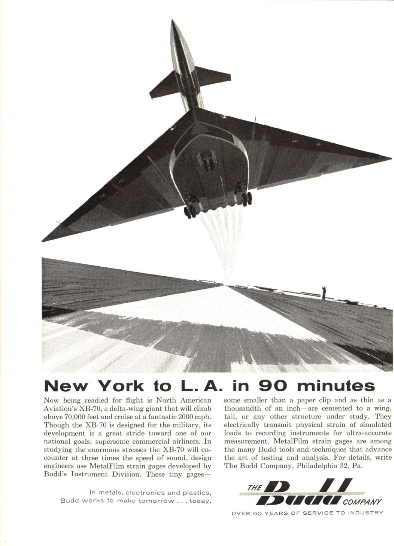 New York to L. A. in 90 minutes
Now being readied for flight is North American
Aviation's XB-70, a delta-wing giant that will climb
above 70,000 feet and cruise at a fantastic 2000 mph.
Though the XB-70 is designed for the military, its
development is a great stride toward one of our
national goals: supersonic commercial airliners. In
studying the enormous stresses the XB-70 will en-
counter at three times the speed of sound, design
engineers use MetalFilm strain gages developed by
Budd's Instrument Division. These tiny gages—
some smaller than a paper clip and as thin as a
thousandth of an inch—are cemented to a wing,
tail, or any other structure under study. They
electrically transmit physical strain of simulated
loads to recording instruments for ultra-accurate
measurement. MetalFilm strain gages are among
the many Budd tools and techniques that advance
the art of testing and analysis. For details, write
The Budd Company, Philadelphia 32, Pa.
In metals, electronics and plastics,
Budd works to make tomorrow . . . today.
THE
Budd
COMPANY
OVER 50 YEARS OF SERVICE TO INDUSTRY